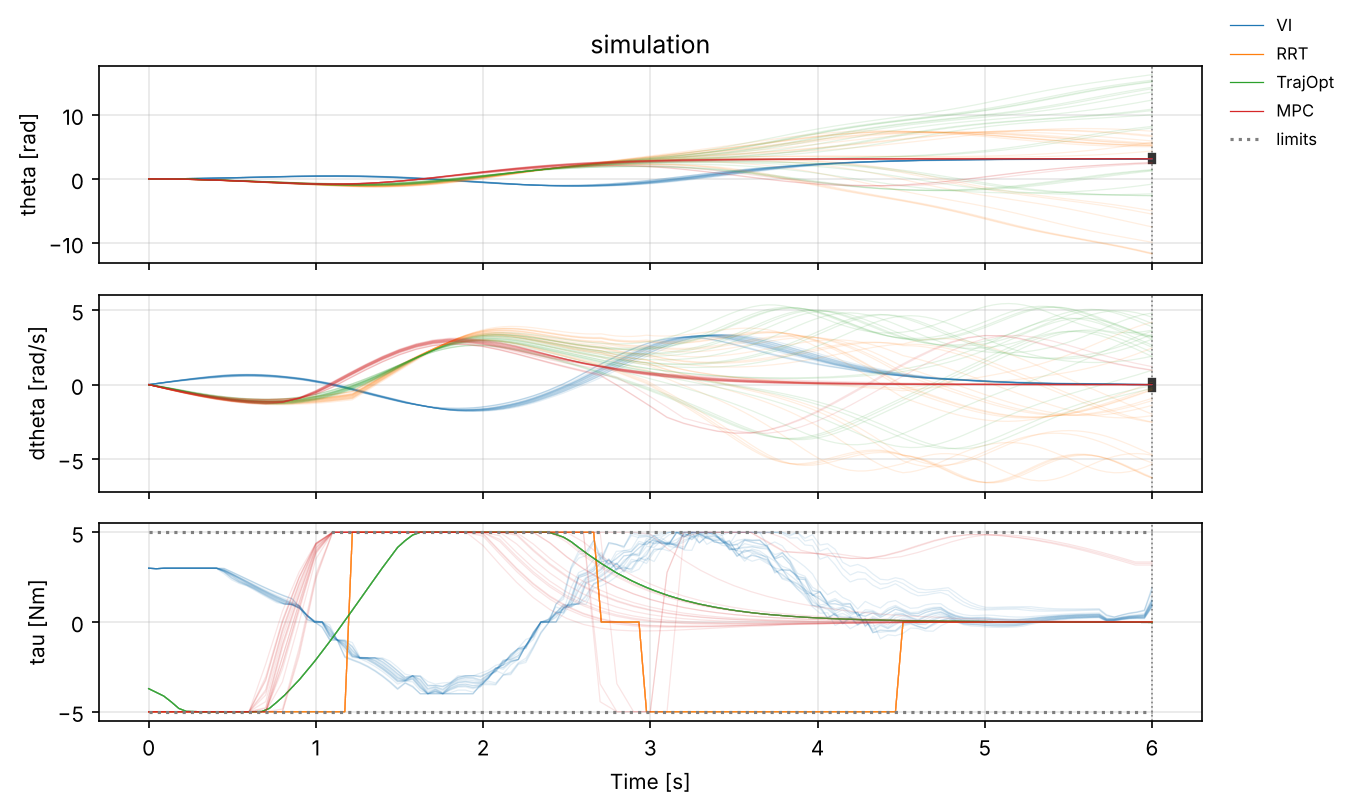 simulation
VI
RRT
TrajOpt
MPC
limits
theta [rad]
10
0
−10
dtheta [rad/s]
5
0
−5
tau [Nm]
5
0
−5
0 1 2 3 4 5 6
Time [s]